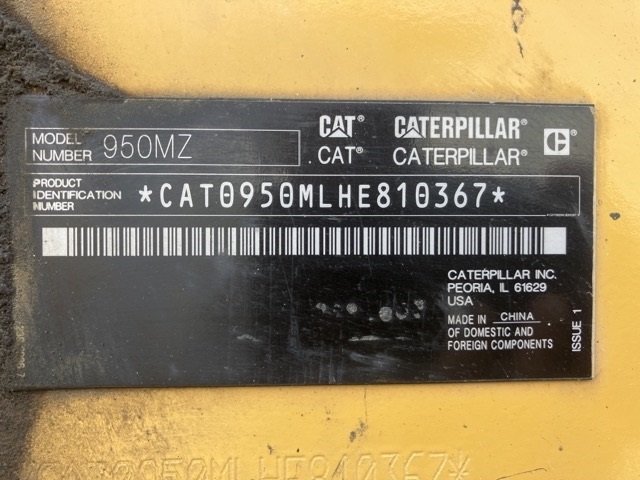 MODEL NUMBER 950MZ
CAT® CATERPILLAR® C®
.CAT® CATERPILLAR®
PRODUCT IDENTIFICATION NUMBER *CAT0950MLHE810367*
CATERPILLAR INC.
PEORIA, IL 61629
USA
MADE IN CHINA
OF DOMESTIC AND
FOREIGN COMPONENTS
ISSUE 1
CAT0950MLHE810367*